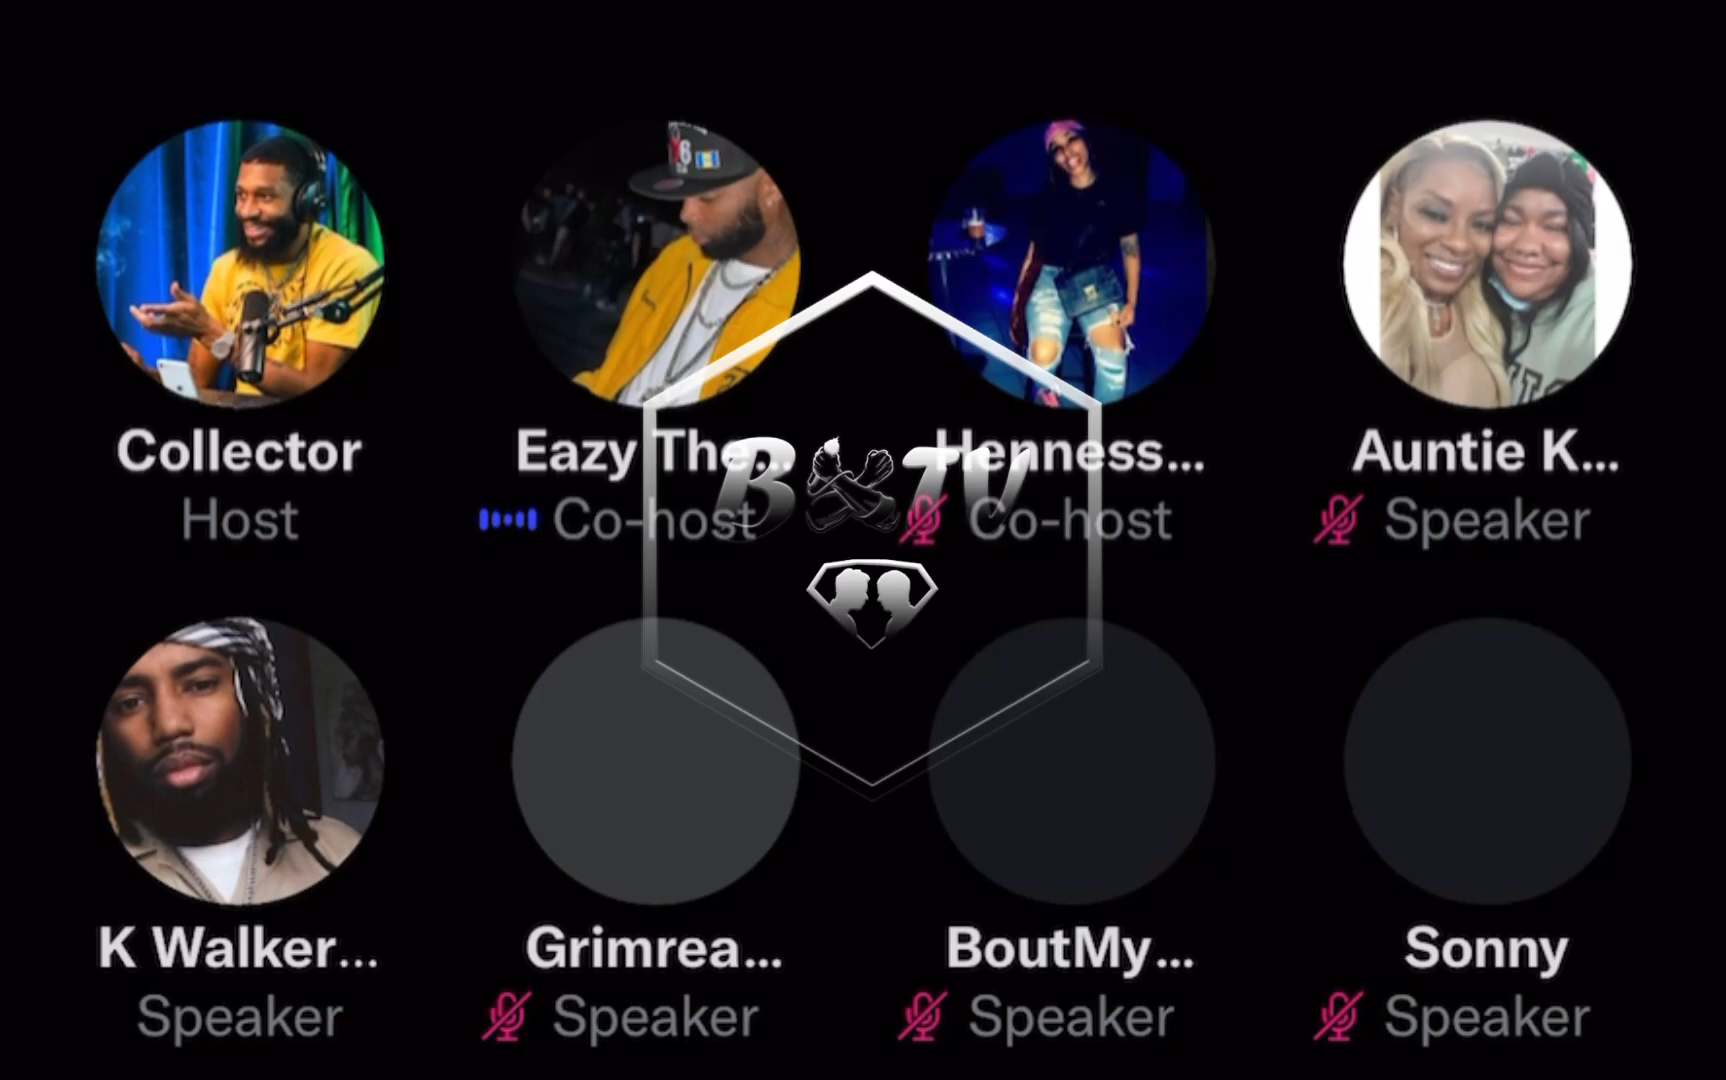 Collector
Host
Eazy The...
Co-host
Henness...
Co-host
Auntie K...
Speaker
B TV
K Walker...
Speaker
Grimrea...
Speaker
BoutMy...
Speaker
Sonny
Speaker